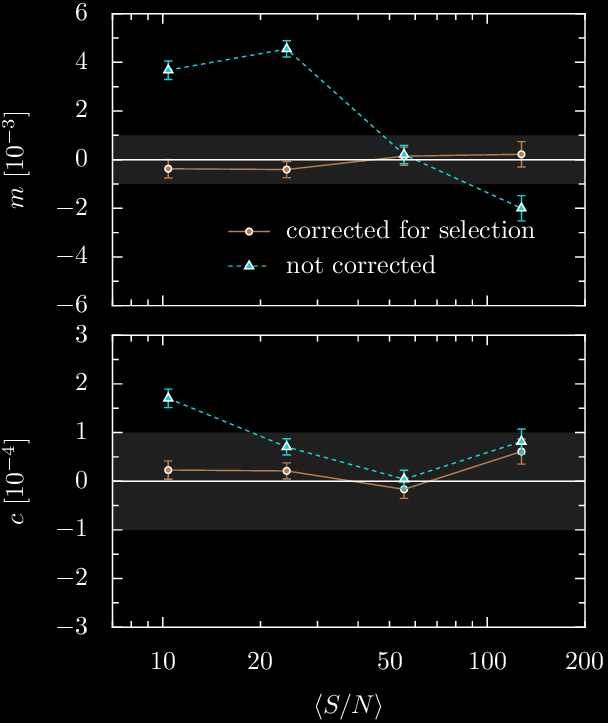 6
4
2
0
−2
−4
−6
m [10⁻³]
corrected for selection
not corrected
3
2
1
0
−1
−2
−3
c [10⁻⁴]
10 20 50 100 200
⟨S/N⟩